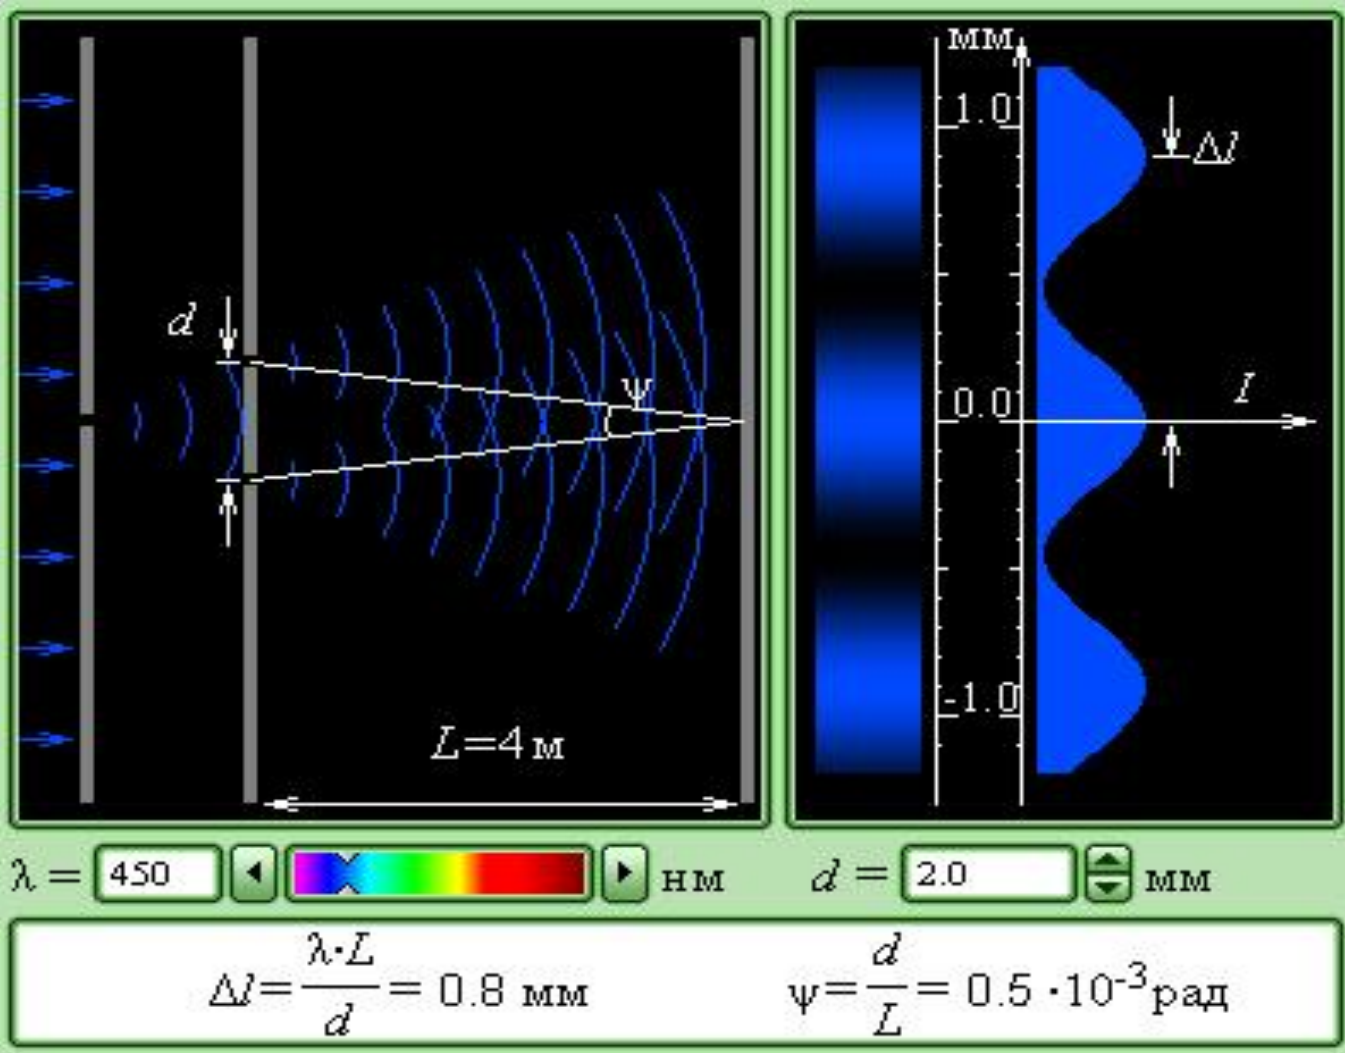 мм
1.0
Δl
d
ψ
0.0
I
-1.0
L=4 м
λ = 450 нм
d = 2.0 мм
Δl = λ·L / d = 0.8 мм
ψ = d / L = 0.5 ·10⁻³ рад